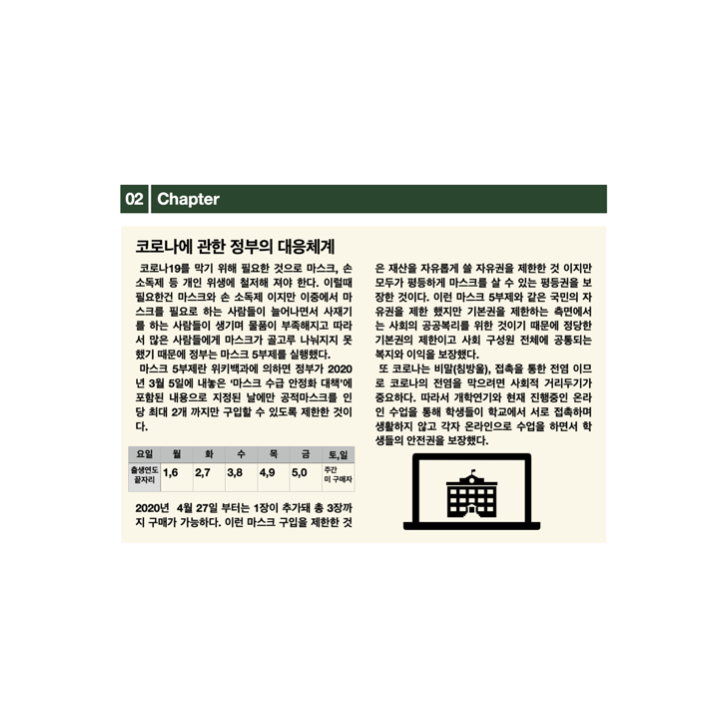 02 Chapter
코로나에 관한 정부의 대응체계
코로나19를 막기 위해 필요한 것으로 마스크, 손
소독제 등 개인 위생에 철저해 져야 한다. 이럴때
필요한건 마스크와 손 소독제 이지만 이중에서 마
스크를 필요로 하는 사람들이 늘어나면서 사재기
를 하는 사람들이 생기며 물품이 부족해지고 따라
서 많은 사람들에게 마스크가 골고루 나눠지지 못
했기 때문에 정부는 마스크 5부제를 실행했다.
마스크 5부제란 위키백과에 의하면 정부가 2020
년 3월 5일에 내놓은 '마스크 수급 안정화 대책'에
포함된 내용으로 지정된 날에만 공적마스크를 인
당 최대 2개 까지만 구입할 수 있도록 제한한 것이
다.
요일 월 화 수 목 금 토,일
출생연도 끝자리 1,6 2,7 3,8 4,9 5,0 주간 미 구매자
2020년 4월 27일 부터는 1장이 추가돼 총 3장까
지 구매가 가능하다. 이런 마스크 구입을 제한한 것
은 재산을 자유롭게 쓸 자유권을 제한한 것 이지만
모두가 평등하게 마스크를 살 수 있는 평등권을 보
장한 것이다. 이런 마스크 5부제와 같은 국민의 자
유권을 제한 했지만 기본권을 제한하는 측면에서
는 사회의 공공복리를 위한 것이기 때문에 정당한
기본권의 제한이고 사회 구성원 전체에 공통되는
복지와 이익을 보장했다.
또 코로나는 비말(침방울), 접촉을 통한 전염 이므
로 코로나의 전염을 막으려면 사회적 거리두기가
중요하다. 따라서 개학연기와 현재 진행중인 온라
인 수업을 통해 학생들이 학교에서 서로 접촉하며
생활하지 않고 각자 온라인으로 수업을 하면서 학
생들의 안전권을 보장했다.